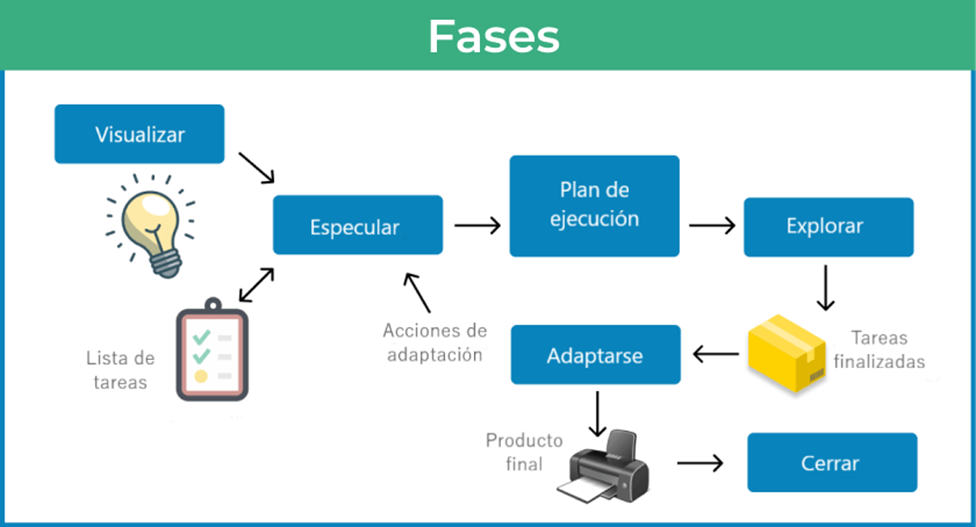 Fases
Visualizar
Especular
Plan de
ejecución
Explorar
Lista de
tareas
Acciones de
adaptación
Adaptarse
Tareas
finalizadas
Producto
final
Cerrar